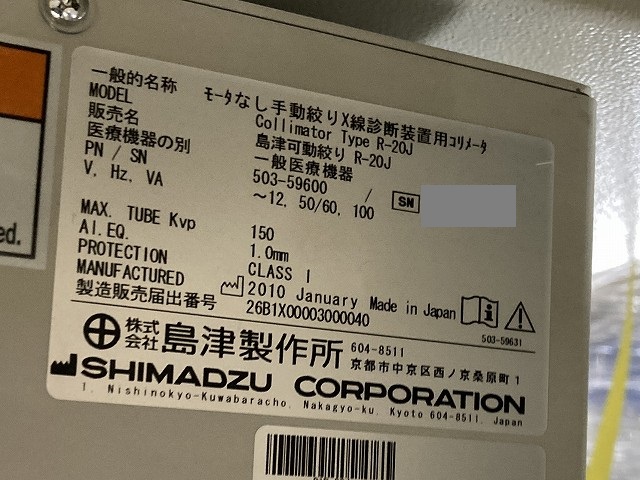 一般的名称 モータなし手動絞りX線診断装置用コリメータ
MODEL Collimator Type R-20J
販売名 島津可動絞り R-20J
医療機器の別 一般医療機器
PN / SN 503-59600 / SN
V, Hz, VA ～12, 50/60, 100
MAX. TUBE Kvp 150
Al.EQ. 1.0mm
PROTECTION CLASS I
MANUFACTURED 2010 January Made in Japan
製造販売届出番号 26B1X00003000040
503-59631
株式会社 島津製作所 604-8511
京都市中京区西ノ京桑原町1
SHIMADZU CORPORATION
1, Nishinokyo-Kuwabaracho, Nakagyo-ku, Kyoto 604-8511, Japan
ed.